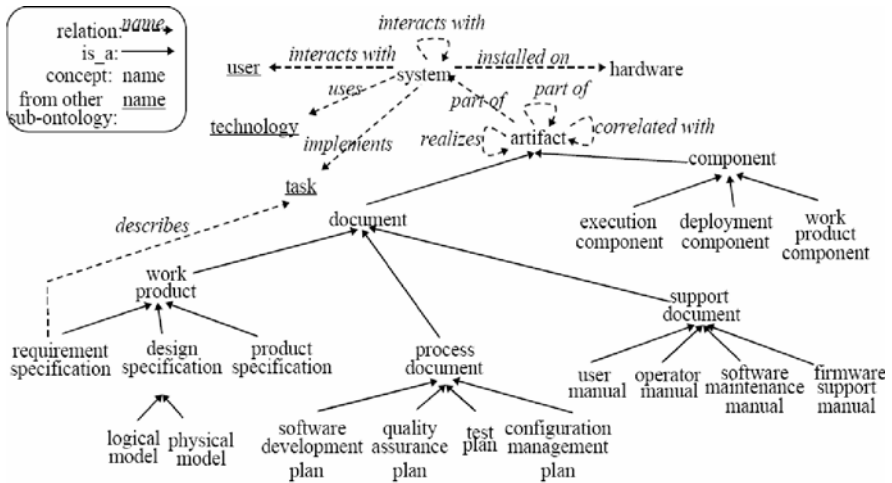 relation: name
is_a:
concept: name
from other name
sub-ontology:
interacts with
user
interacts with
system
installed on
hardware
uses
technology
part of
part of
realizes
artifact
correlated with
implements
task
component
describes
document
execution
component
deployment
component
work
product
component
work
product
support
document
requirement
specification
design
specification
product
specification
process
document
user
manual
operator
manual
software
maintenance
manual
firmware
support
manual
logical
model
physical
model
software
development
plan
quality
assurance
plan
test
plan
configuration
management
plan